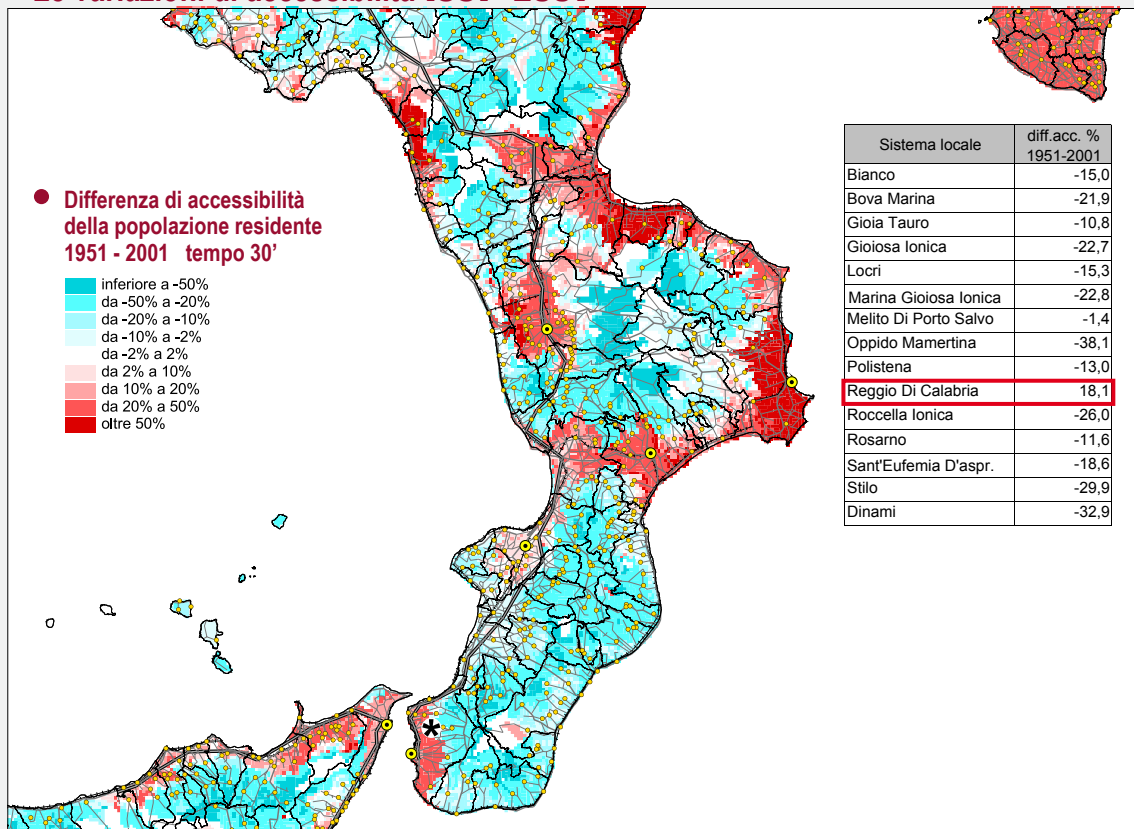 ● Differenza di accessibilità
della popolazione residente
1951 - 2001 tempo 30'
inferiore a -50%
da -50% a -20%
da -20% a -10%
da -10% a -2%
da -2% a 2%
da 2% a 10%
da 10% a 20%
da 20% a 50%
oltre 50%
Sistema locale diff.acc. % 1951-2001
Bianco -15,0
Bova Marina -21,9
Gioia Tauro -10,8
Gioiosa Ionica -22,7
Locri -15,3
Marina Gioiosa Ionica -22,8
Melito Di Porto Salvo -1,4
Oppido Mamertina -38,1
Polistena -13,0
Reggio Di Calabria 18,1
Roccella Ionica -26,0
Rosarno -11,6
Sant'Eufemia D'aspr. -18,6
Stilo -29,9
Dinami -32,9
*